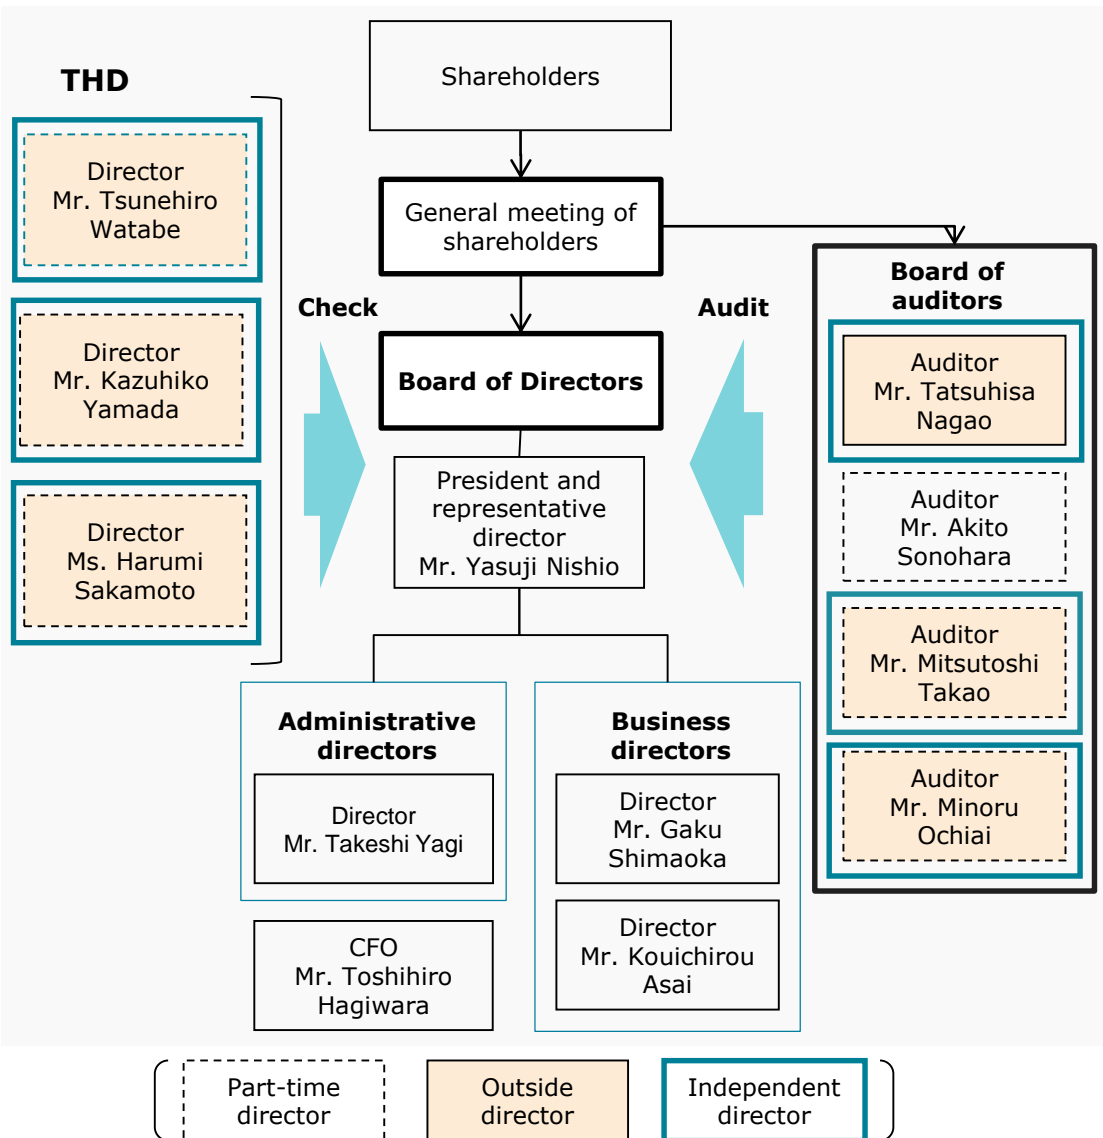 THD
Director
Mr. Tsunehiro
Watabe
Director
Mr. Kazuhiko
Yamada
Director
Ms. Harumi
Sakamoto
Shareholders
General meeting of
shareholders
Check
Audit
Board of Directors
President and
representative
director
Mr. Yasuji Nishio
Board of
auditors
Auditor
Mr. Tatsuhisa
Nagao
Auditor
Mr. Akito
Sonohara
Auditor
Mr. Mitsutoshi
Takao
Auditor
Mr. Minoru
Ochiai
Administrative
directors
Director
Mr. Takeshi Yagi
CFO
Mr. Toshihiro
Hagiwara
Business
directors
Director
Mr. Gaku
Shimaoka
Director
Mr. Kouichirou
Asai
Part-time
director
Outside
director
Independent
director